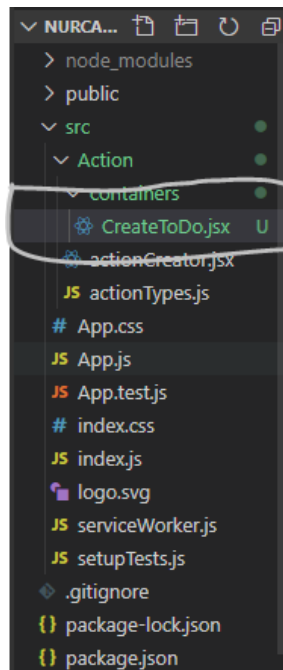 NURCA...
node_modules
public
src
Action
containers
CreateToDo.jsx U
actionCreator.jsx
JS actionTypes.js
# App.css
JS App.js
JS App.test.js
# index.css
JS index.js
logo.svg
JS serviceWorker.js
JS setupTests.js
.gitignore
{} package-lock.json
{} package.json